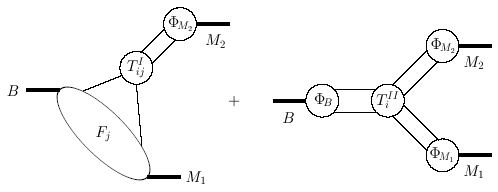 Φ_{M_2}
M_2
T^I_{ij}
B
F_j
M_1
+
Φ_{M_2}
M_2
Φ_B
T^{II}_i
B
Φ_{M_1}
M_1